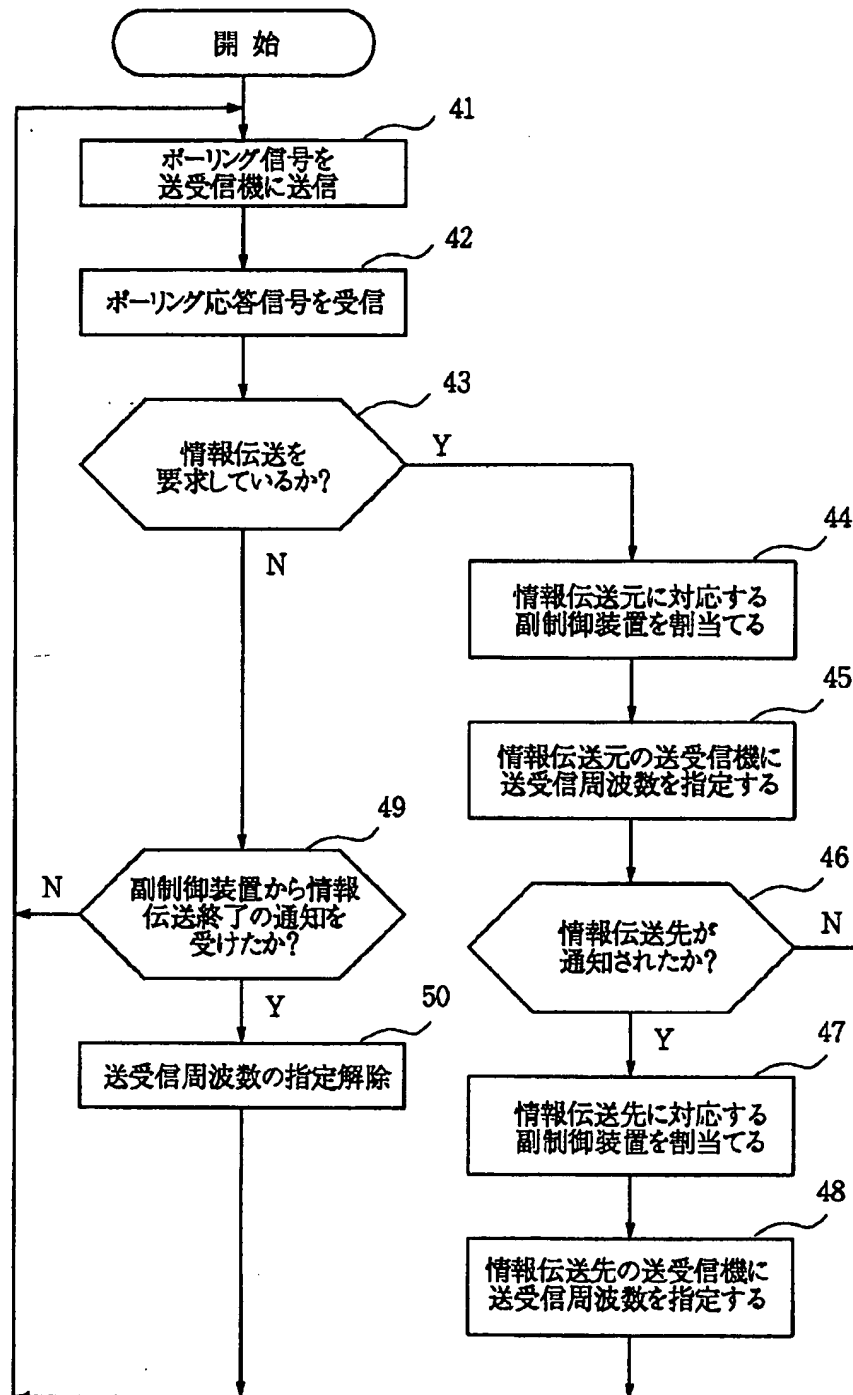 開始
41
ポーリング信号を
送受信機に送信
42
ポーリング応答信号を受信
43
情報伝送を
要求しているか?
Y
N
44
情報伝送元に対応する
副制御装置を割当てる
45
情報伝送元の送受信機に
送受信周波数を指定する
49
副制御装置から情報
伝送終了の通知を
受けたか?
N
Y
46
情報伝送先が
通知されたか?
N
Y
50
送受信周波数の指定解除
47
情報伝送先に対応する
副制御装置を割当てる
48
情報伝送先の送受信機に
送受信周波数を指定する